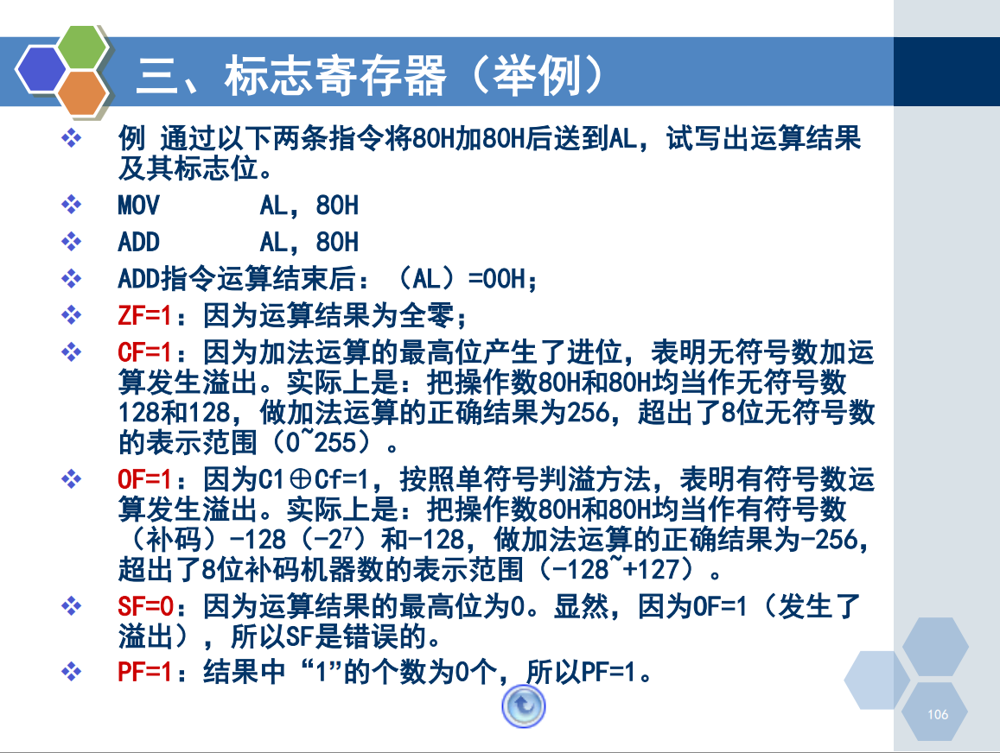 三、标志寄存器（举例）
例 通过以下两条指令将80H加80H后送到AL，试写出运算结果
及其标志位。
MOV AL，80H
ADD AL，80H
ADD指令运算结束后：（AL）=00H；
ZF=1：因为运算结果为全零；
CF=1：因为加法运算的最高位产生了进位，表明无符号数加运
算发生溢出。实际上是：把操作数80H和80H均当作无符号数
128和128，做加法运算的正确结果为256，超出了8位无符号数
的表示范围（0~255）。
OF=1：因为C1⊕Cf=1，按照单符号判溢方法，表明有符号数运
算发生溢出。实际上是：把操作数80H和80H均当作有符号数
（补码）-128（-2⁷）和-128，做加法运算的正确结果为-256，
超出了8位补码机器数的表示范围（-128~+127）。
SF=0：因为运算结果的最高位为0。显然，因为OF=1（发生了
溢出），所以SF是错误的。
PF=1：结果中“1”的个数为0个，所以PF=1。
106